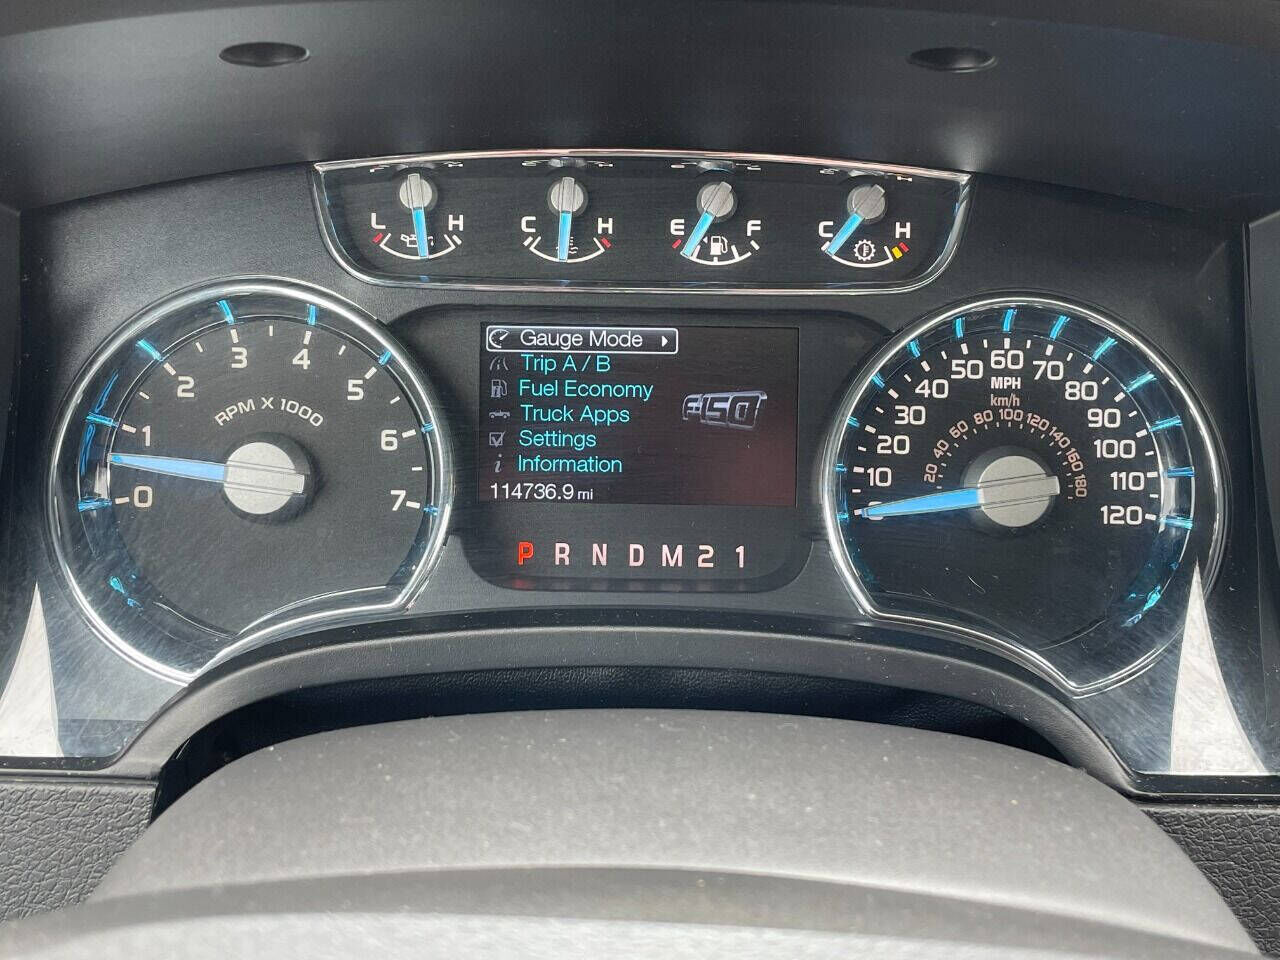 L H
C H
E F
C H
0 1 2 3 4 5 6 7
RPM X 1000
Gauge Mode
Trip A / B
Fuel Economy
Truck Apps
Settings
Information
114736.9 mi
F-150
P R N D M 2 1
0 10 20 30 40 50 60 70 80 90 100 110 120
MPH
km/h
20 40 60 80 100 120 140 160 180